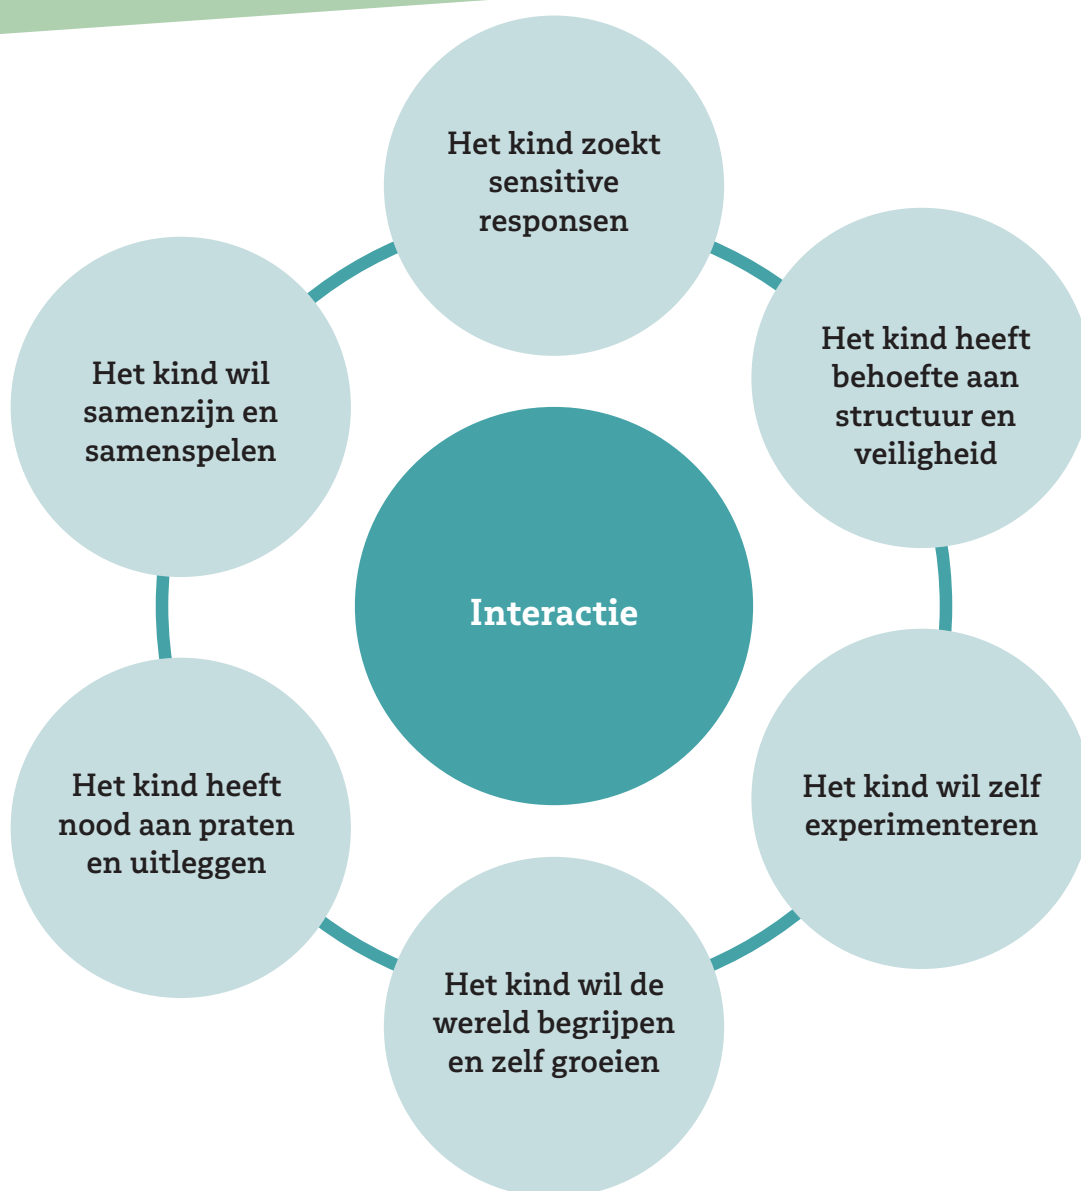 Het kind zoekt
sensitive
responsen
Het kind heeft
behoefte aan
structuur en
veiligheid
Het kind wil zelf
experimenteren
Het kind wil de
wereld begrijpen
en zelf groeien
Het kind heeft
nood aan praten
en uitleggen
Het kind wil
samenzijn en
samenspelen
Interactie